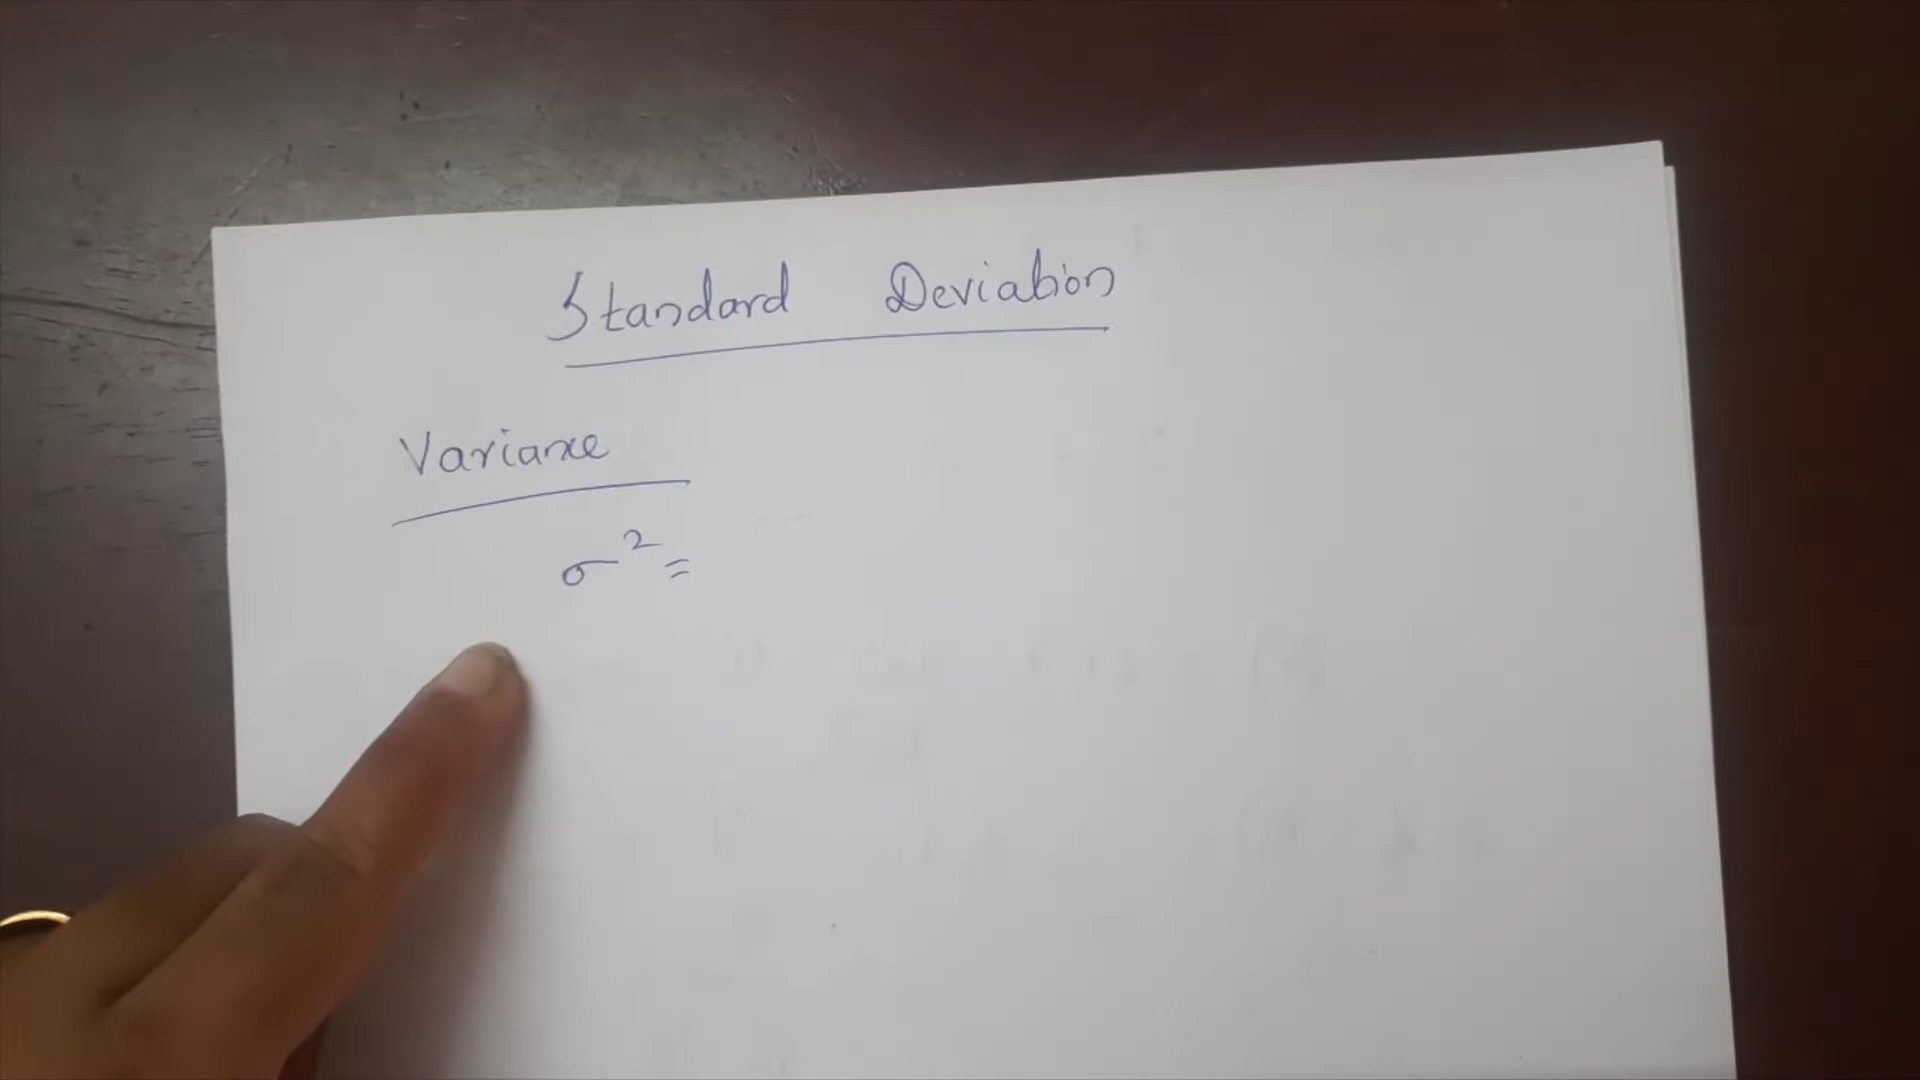 Standard Deviation
Variance
σ² =